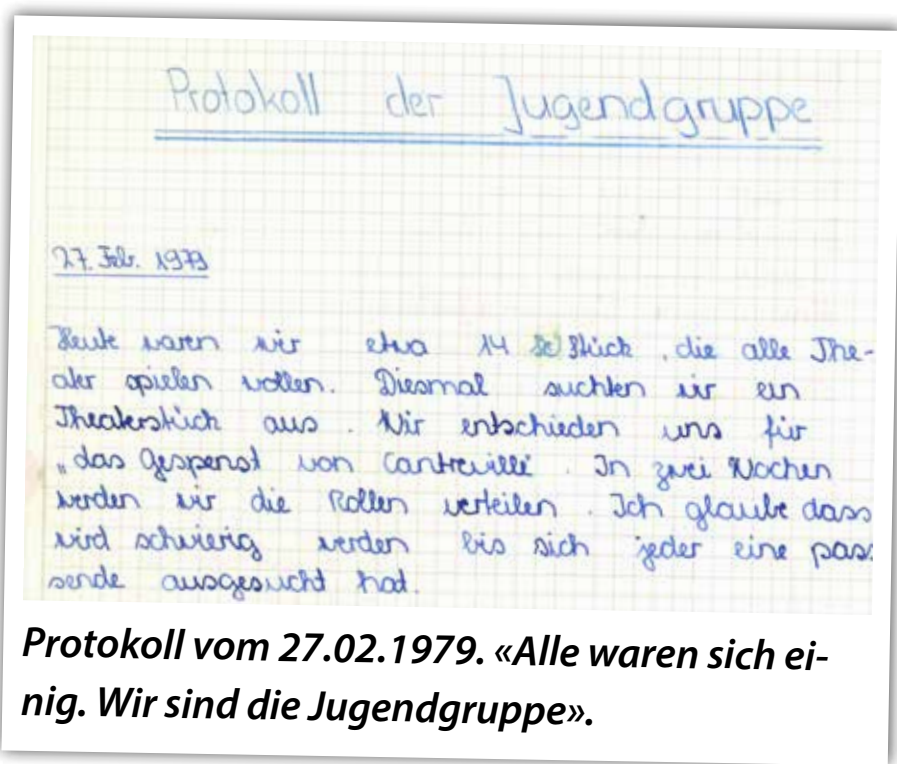 Protokoll der Jugendgruppe
27. Feb. 1979
Heute waren wir etwa 14 Stück, die alle The-
ater spielen wollen. Diesmal suchten wir ein
Theaterstück aus. Wir entschieden uns für
„das Gespenst von Cantreville. In zwei Wochen
werden wir die Rollen verteilen. Ich glaube dass
wird schwierig werden bis sich jeder eine pas-
sende ausgesucht hat.
Protokoll vom 27.02.1979. «Alle waren sich ei-
nig. Wir sind die Jugendgruppe».